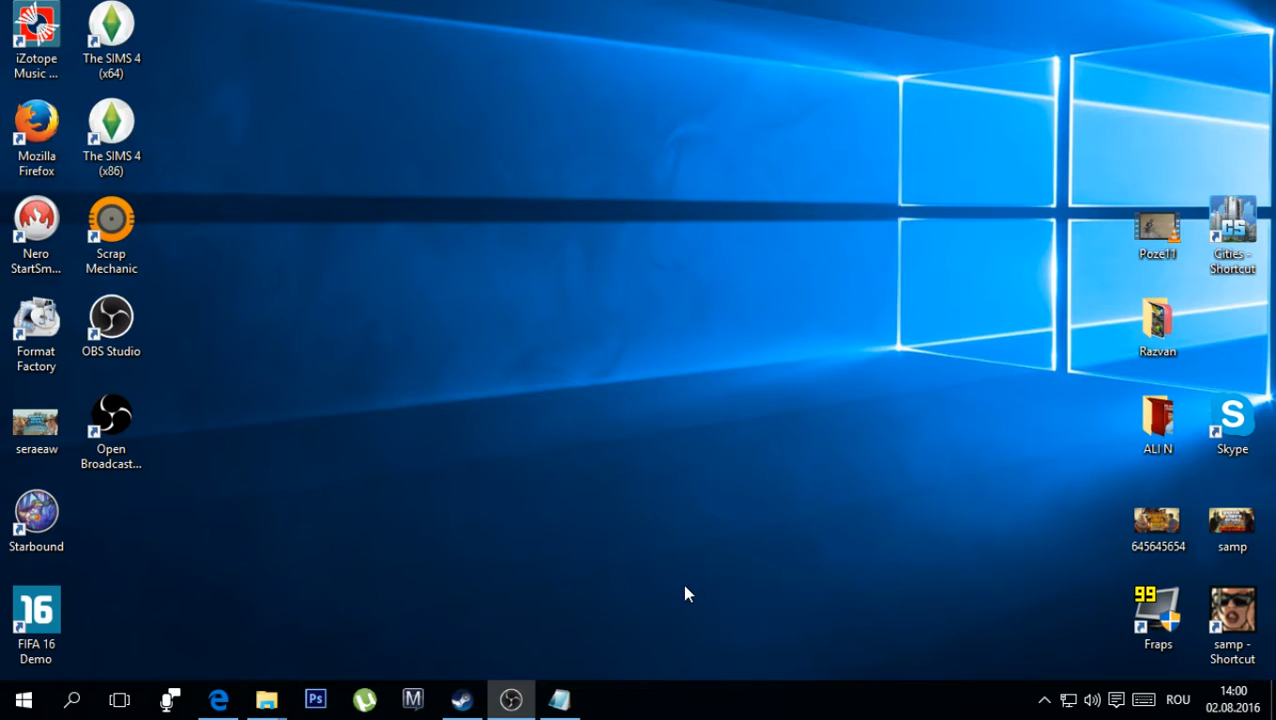 iZotope
Music ...
The SIMS 4
(x64)
Mozilla
Firefox
The SIMS 4
(x86)
Nero
StartSm...
Scrap
Mechanic
Format
Factory
OBS Studio
seraeaw
Open
Broadcast...
Starbound
16
FIFA 16
Demo
Poze11
CS
Cities -
Shortcut
Razvan
ALI N
S
Skype
645645654
samp
99
Fraps
samp -
Shortcut
Ps
M
ROU
14:00
02.08.2016